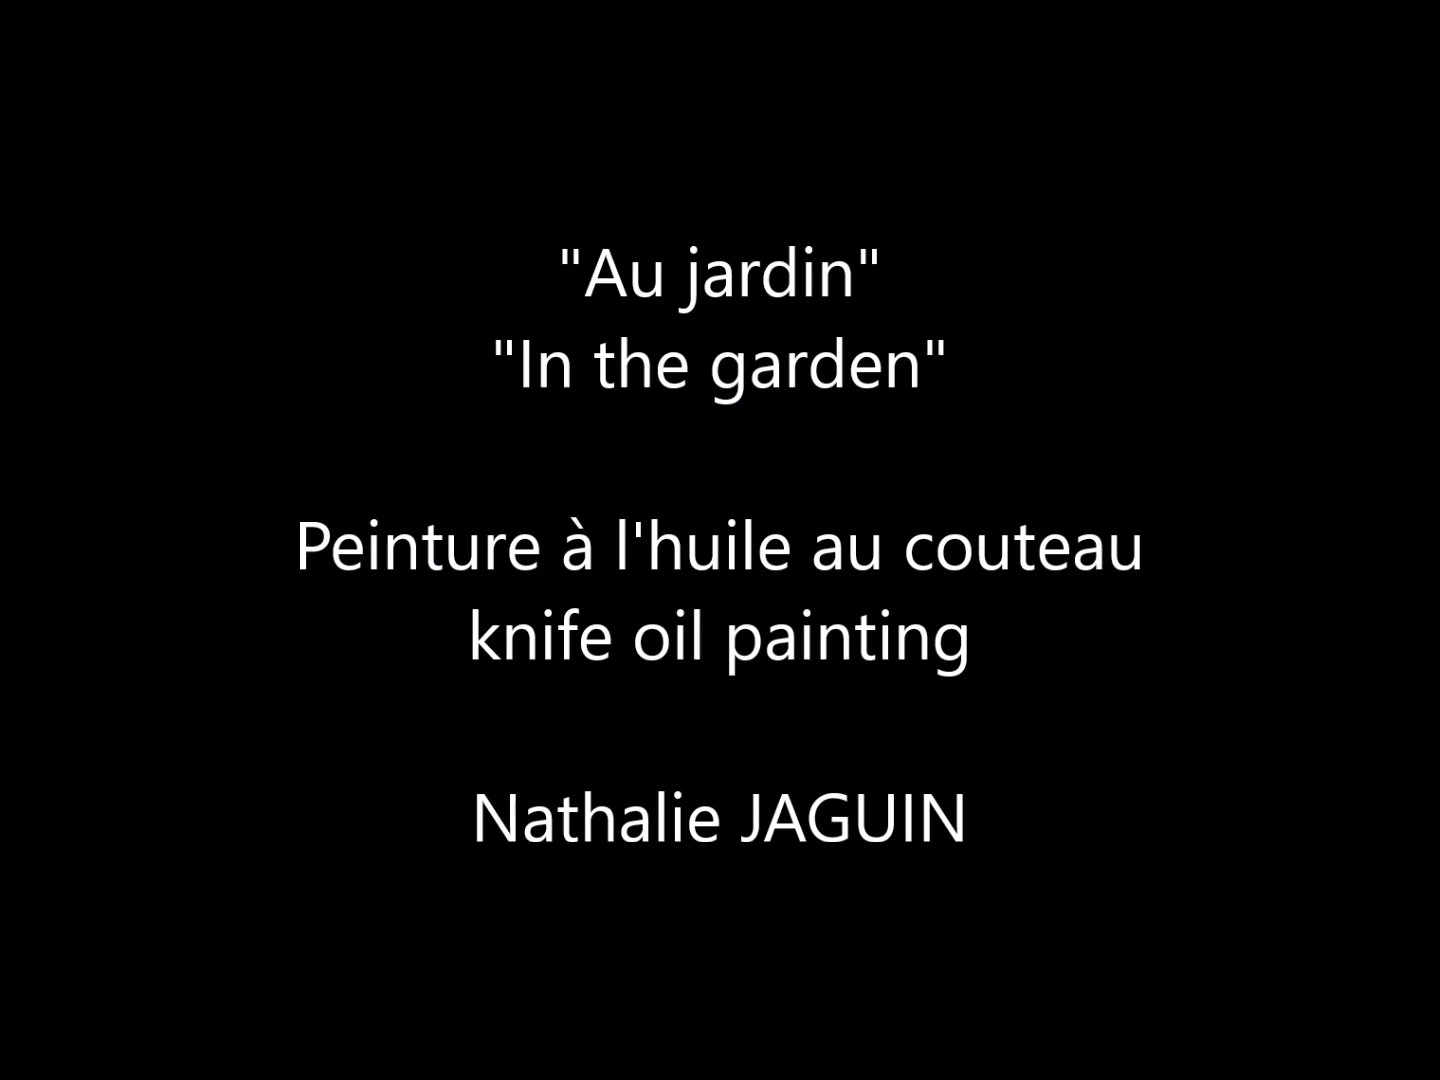 "Au jardin"
"In the garden"
Peinture à l'huile au couteau
knife oil painting
Nathalie JAGUIN